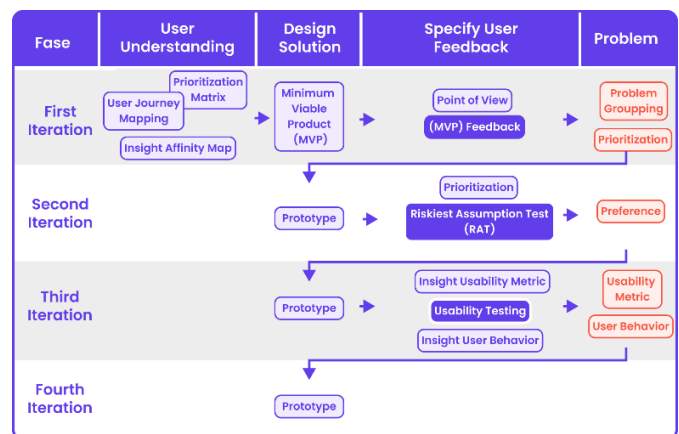 Fase
User
Understanding
Design
Solution
Specify User
Feedback
Problem
First
Iteration
Prioritization
Matrix
User Journey
Mapping
Insight Affinity Map
Minimum
Viable
Product
(MVP)
Point of View
(MVP) Feedback
Problem
Groupping
Prioritization
Second
Iteration
Prototype
Prioritization
Riskiest Assumption Test
(RAT)
Preference
Third
Iteration
Prototype
Insight Usability Metric
Usability Testing
Insight User Behavior
Usability
Metric
User Behavior
Fourth
Iteration
Prototype